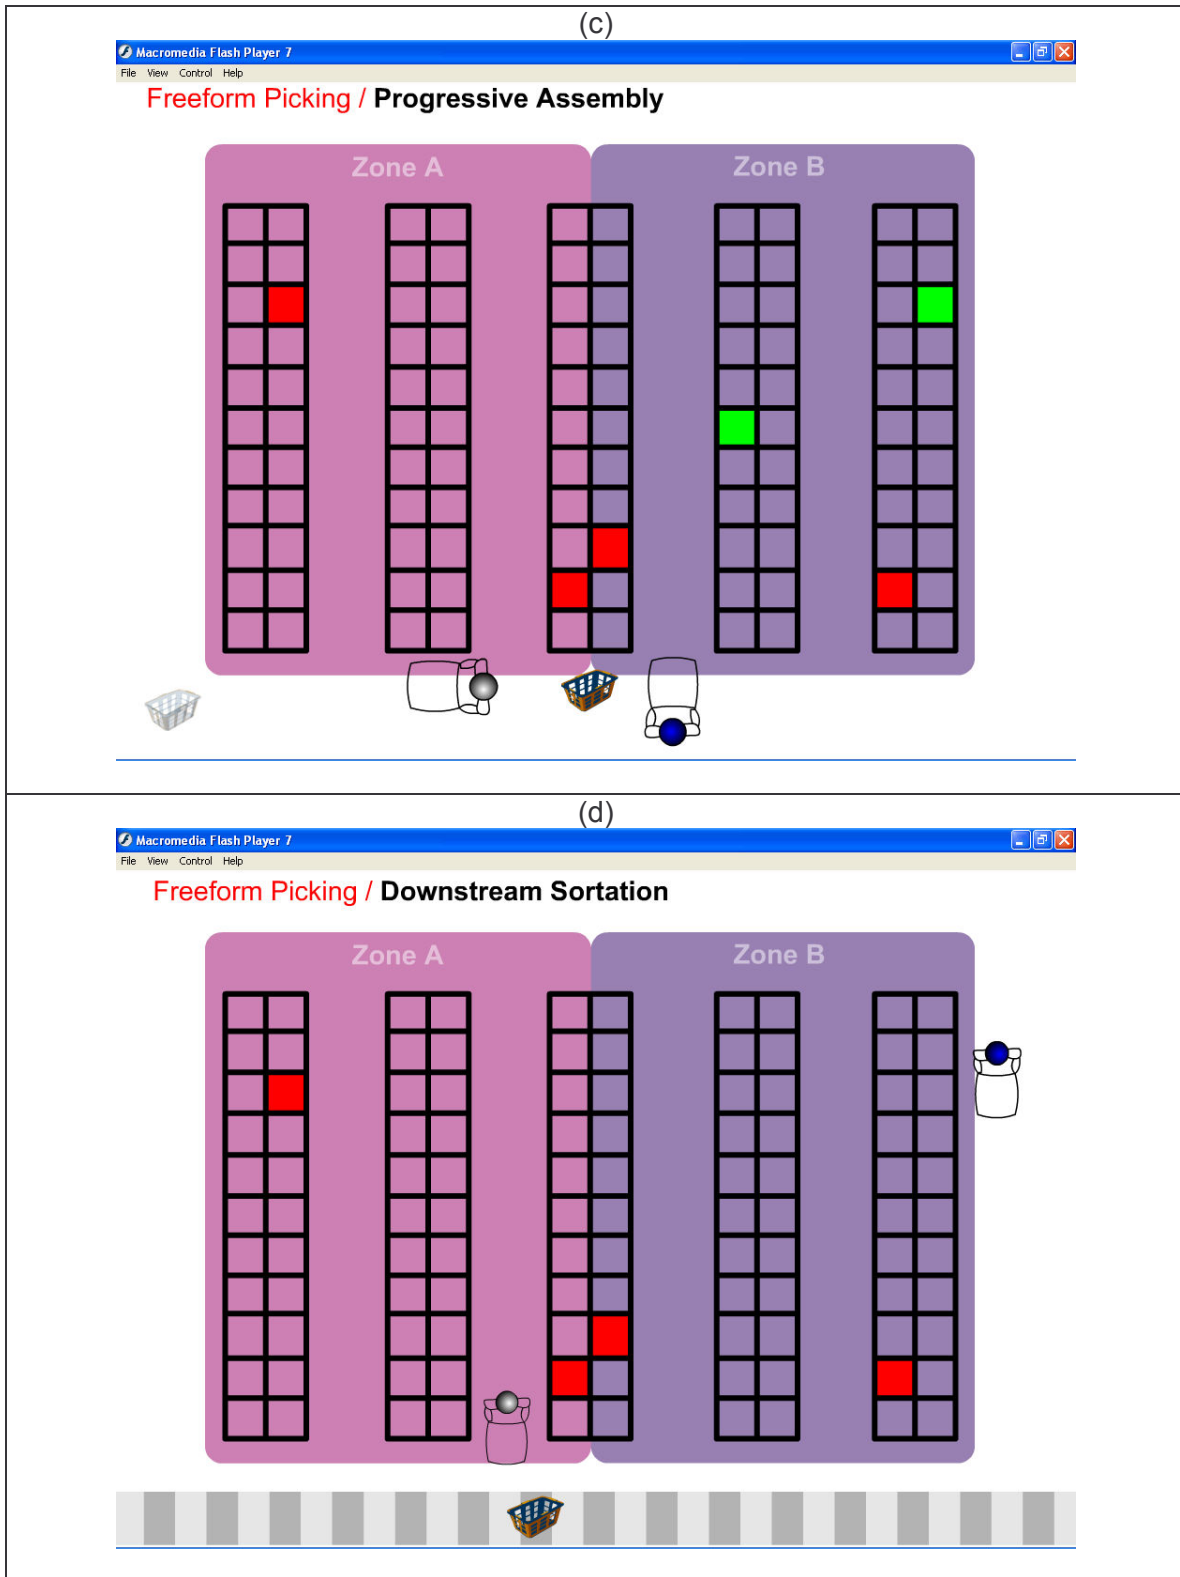 (c)
Macromedia Flash Player 7
File View Control Help
Freeform Picking / Progressive Assembly
Zone A Zone B
(d)
Macromedia Flash Player 7
File View Control Help
Freeform Picking / Downstream Sortation
Zone A Zone B